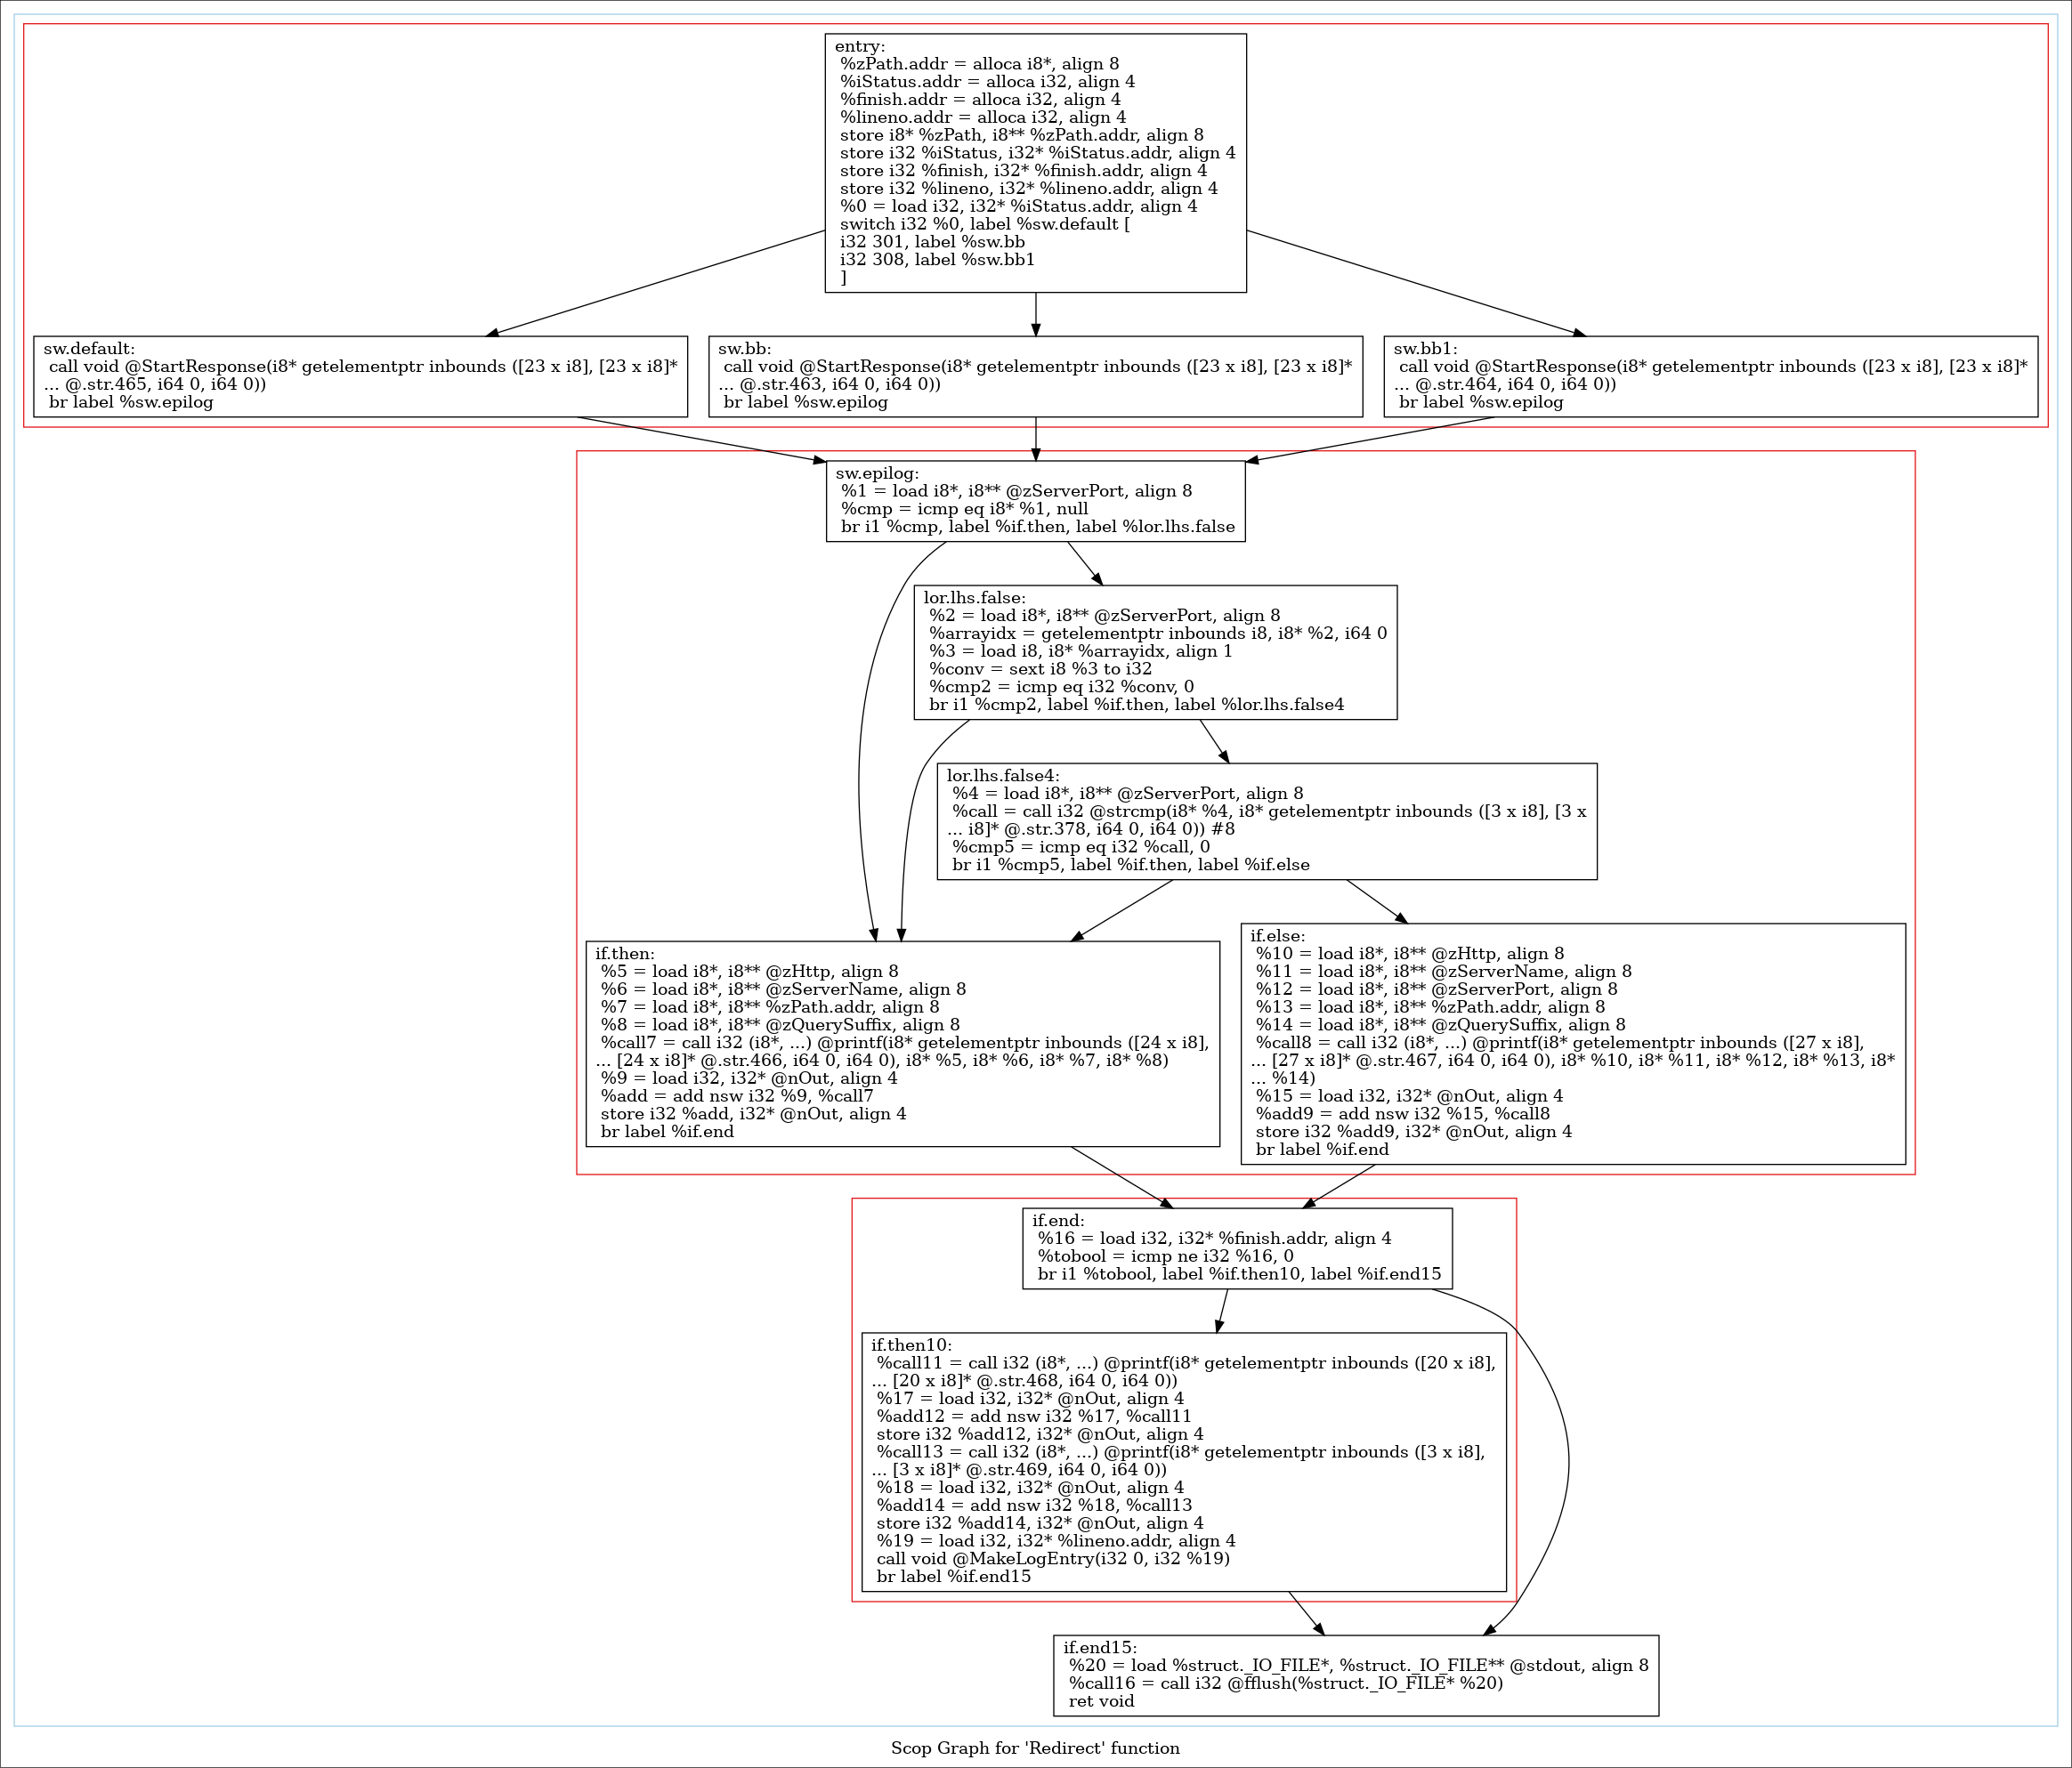 entry:
%zPath.addr = alloca i8*, align 8
%iStatus.addr = alloca i32, align 4
%finish.addr = alloca i32, align 4
%lineno.addr = alloca i32, align 4
store i8* %zPath, i8** %zPath.addr, align 8
store i32 %iStatus, i32* %iStatus.addr, align 4
store i32 %finish, i32* %finish.addr, align 4
store i32 %lineno, i32* %lineno.addr, align 4
%0 = load i32, i32* %iStatus.addr, align 4
switch i32 %0, label %sw.default [
i32 301, label %sw.bb
i32 308, label %sw.bb1
]
sw.default:
call void @StartResponse(i8* getelementptr inbounds ([23 x i8], [23 x i8]*
... @.str.465, i64 0, i64 0))
br label %sw.epilog
sw.bb:
call void @StartResponse(i8* getelementptr inbounds ([23 x i8], [23 x i8]*
... @.str.463, i64 0, i64 0))
br label %sw.epilog
sw.bb1:
call void @StartResponse(i8* getelementptr inbounds ([23 x i8], [23 x i8]*
... @.str.464, i64 0, i64 0))
br label %sw.epilog
sw.epilog:
%1 = load i8*, i8** @zServerPort, align 8
%cmp = icmp eq i8* %1, null
br i1 %cmp, label %if.then, label %lor.lhs.false
lor.lhs.false:
%2 = load i8*, i8** @zServerPort, align 8
%arrayidx = getelementptr inbounds i8, i8* %2, i64 0
%3 = load i8, i8* %arrayidx, align 1
%conv = sext i8 %3 to i32
%cmp2 = icmp eq i32 %conv, 0
br i1 %cmp2, label %if.then, label %lor.lhs.false4
lor.lhs.false4:
%4 = load i8*, i8** @zServerPort, align 8
%call = call i32 @strcmp(i8* %4, i8* getelementptr inbounds ([3 x i8], [3 x
... i8]* @.str.378, i64 0, i64 0)) #8
%cmp5 = icmp eq i32 %call, 0
br i1 %cmp5, label %if.then, label %if.else
if.then:
%5 = load i8*, i8** @zHttp, align 8
%6 = load i8*, i8** @zServerName, align 8
%7 = load i8*, i8** %zPath.addr, align 8
%8 = load i8*, i8** @zQuerySuffix, align 8
%call7 = call i32 (i8*, ...) @printf(i8* getelementptr inbounds ([24 x i8],
... [24 x i8]* @.str.466, i64 0, i64 0), i8* %5, i8* %6, i8* %7, i8* %8)
%9 = load i32, i32* @nOut, align 4
%add = add nsw i32 %9, %call7
store i32 %add, i32* @nOut, align 4
br label %if.end
if.else:
%10 = load i8*, i8** @zHttp, align 8
%11 = load i8*, i8** @zServerName, align 8
%12 = load i8*, i8** @zServerPort, align 8
%13 = load i8*, i8** %zPath.addr, align 8
%14 = load i8*, i8** @zQuerySuffix, align 8
%call8 = call i32 (i8*, ...) @printf(i8* getelementptr inbounds ([27 x i8],
... [27 x i8]* @.str.467, i64 0, i64 0), i8* %10, i8* %11, i8* %12, i8* %13, i8*
... %14)
%15 = load i32, i32* @nOut, align 4
%add9 = add nsw i32 %15, %call8
store i32 %add9, i32* @nOut, align 4
br label %if.end
if.end:
%16 = load i32, i32* %finish.addr, align 4
%tobool = icmp ne i32 %16, 0
br i1 %tobool, label %if.then10, label %if.end15
if.then10:
%call11 = call i32 (i8*, ...) @printf(i8* getelementptr inbounds ([20 x i8],
... [20 x i8]* @.str.468, i64 0, i64 0))
%17 = load i32, i32* @nOut, align 4
%add12 = add nsw i32 %17, %call11
store i32 %add12, i32* @nOut, align 4
%call13 = call i32 (i8*, ...) @printf(i8* getelementptr inbounds ([3 x i8],
... [3 x i8]* @.str.469, i64 0, i64 0))
%18 = load i32, i32* @nOut, align 4
%add14 = add nsw i32 %18, %call13
store i32 %add14, i32* @nOut, align 4
%19 = load i32, i32* %lineno.addr, align 4
call void @MakeLogEntry(i32 0, i32 %19)
br label %if.end15
if.end15:
%20 = load %struct._IO_FILE*, %struct._IO_FILE** @stdout, align 8
%call16 = call i32 @fflush(%struct._IO_FILE* %20)
ret void
Scop Graph for 'Redirect' function